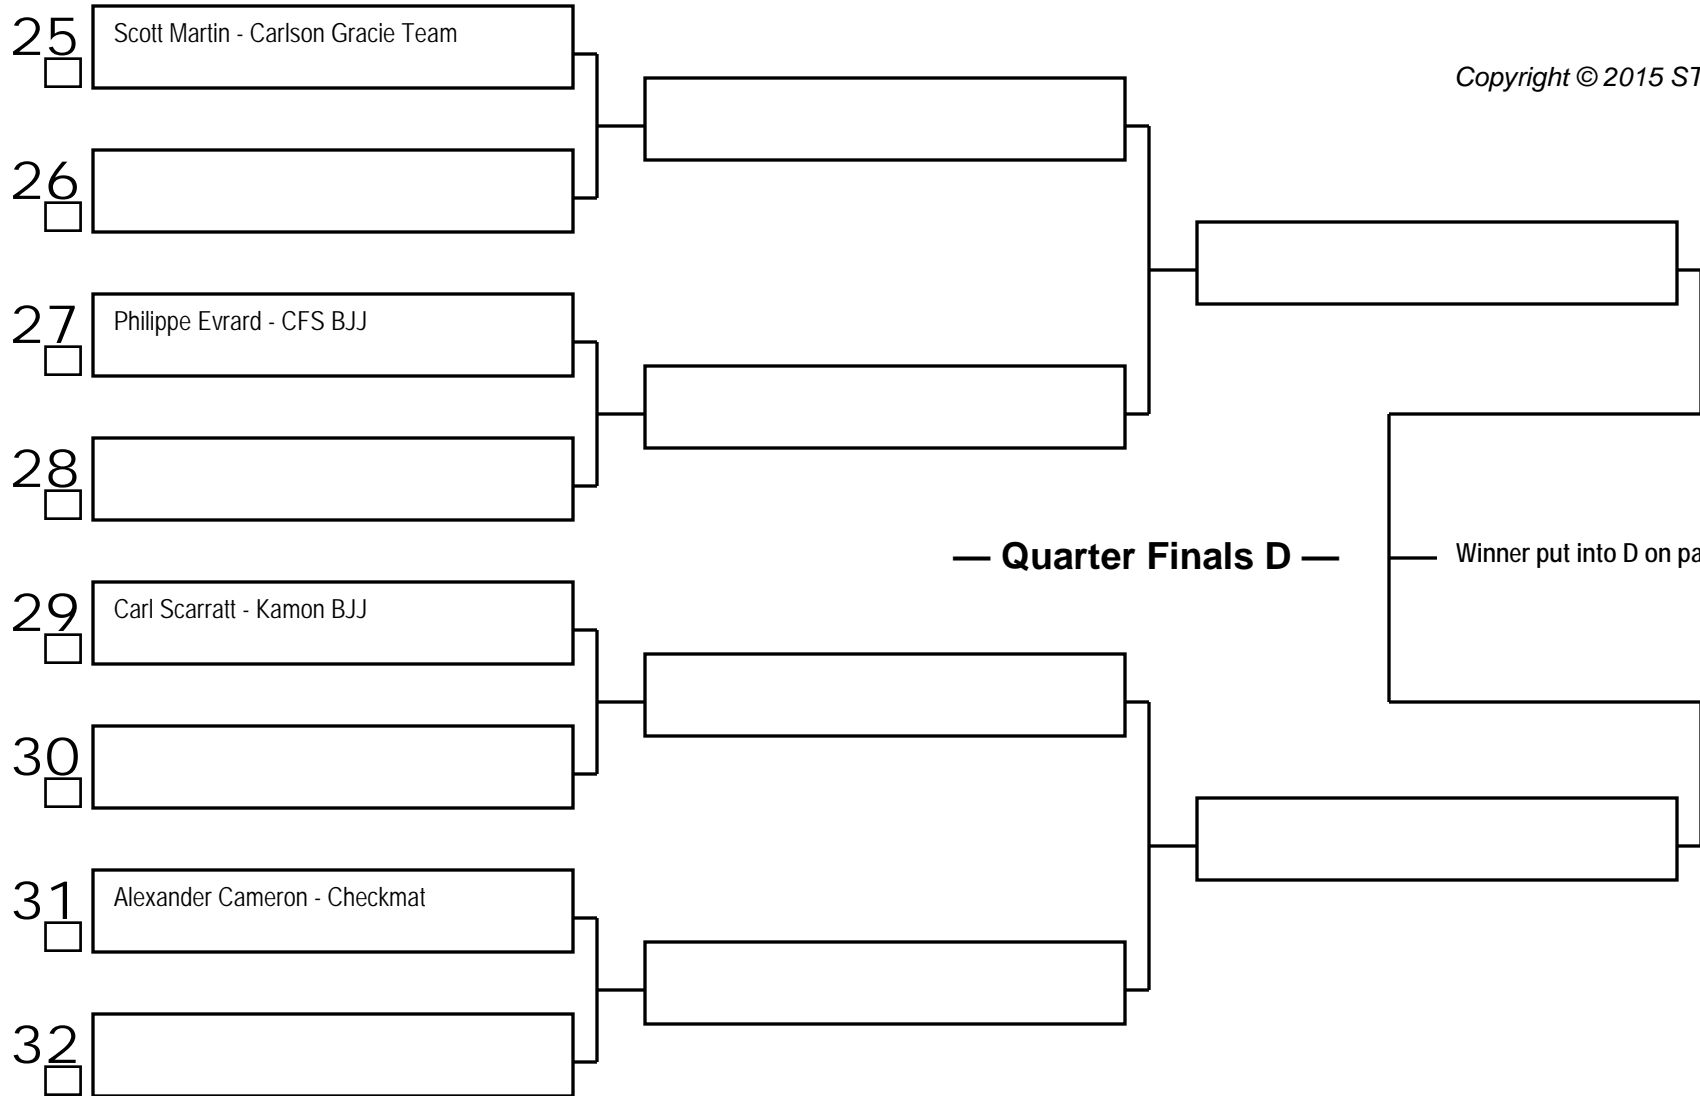 25 Scott Martin - Carlson Gracie Team
Copyright © 2015
26
27 Philippe Evrard - CFS BJJ
28
— Quarter Finals D —
Winner put into D on
29 Carl Scarratt - Kamon BJJ
30
31 Alexander Cameron - Checkmat
32